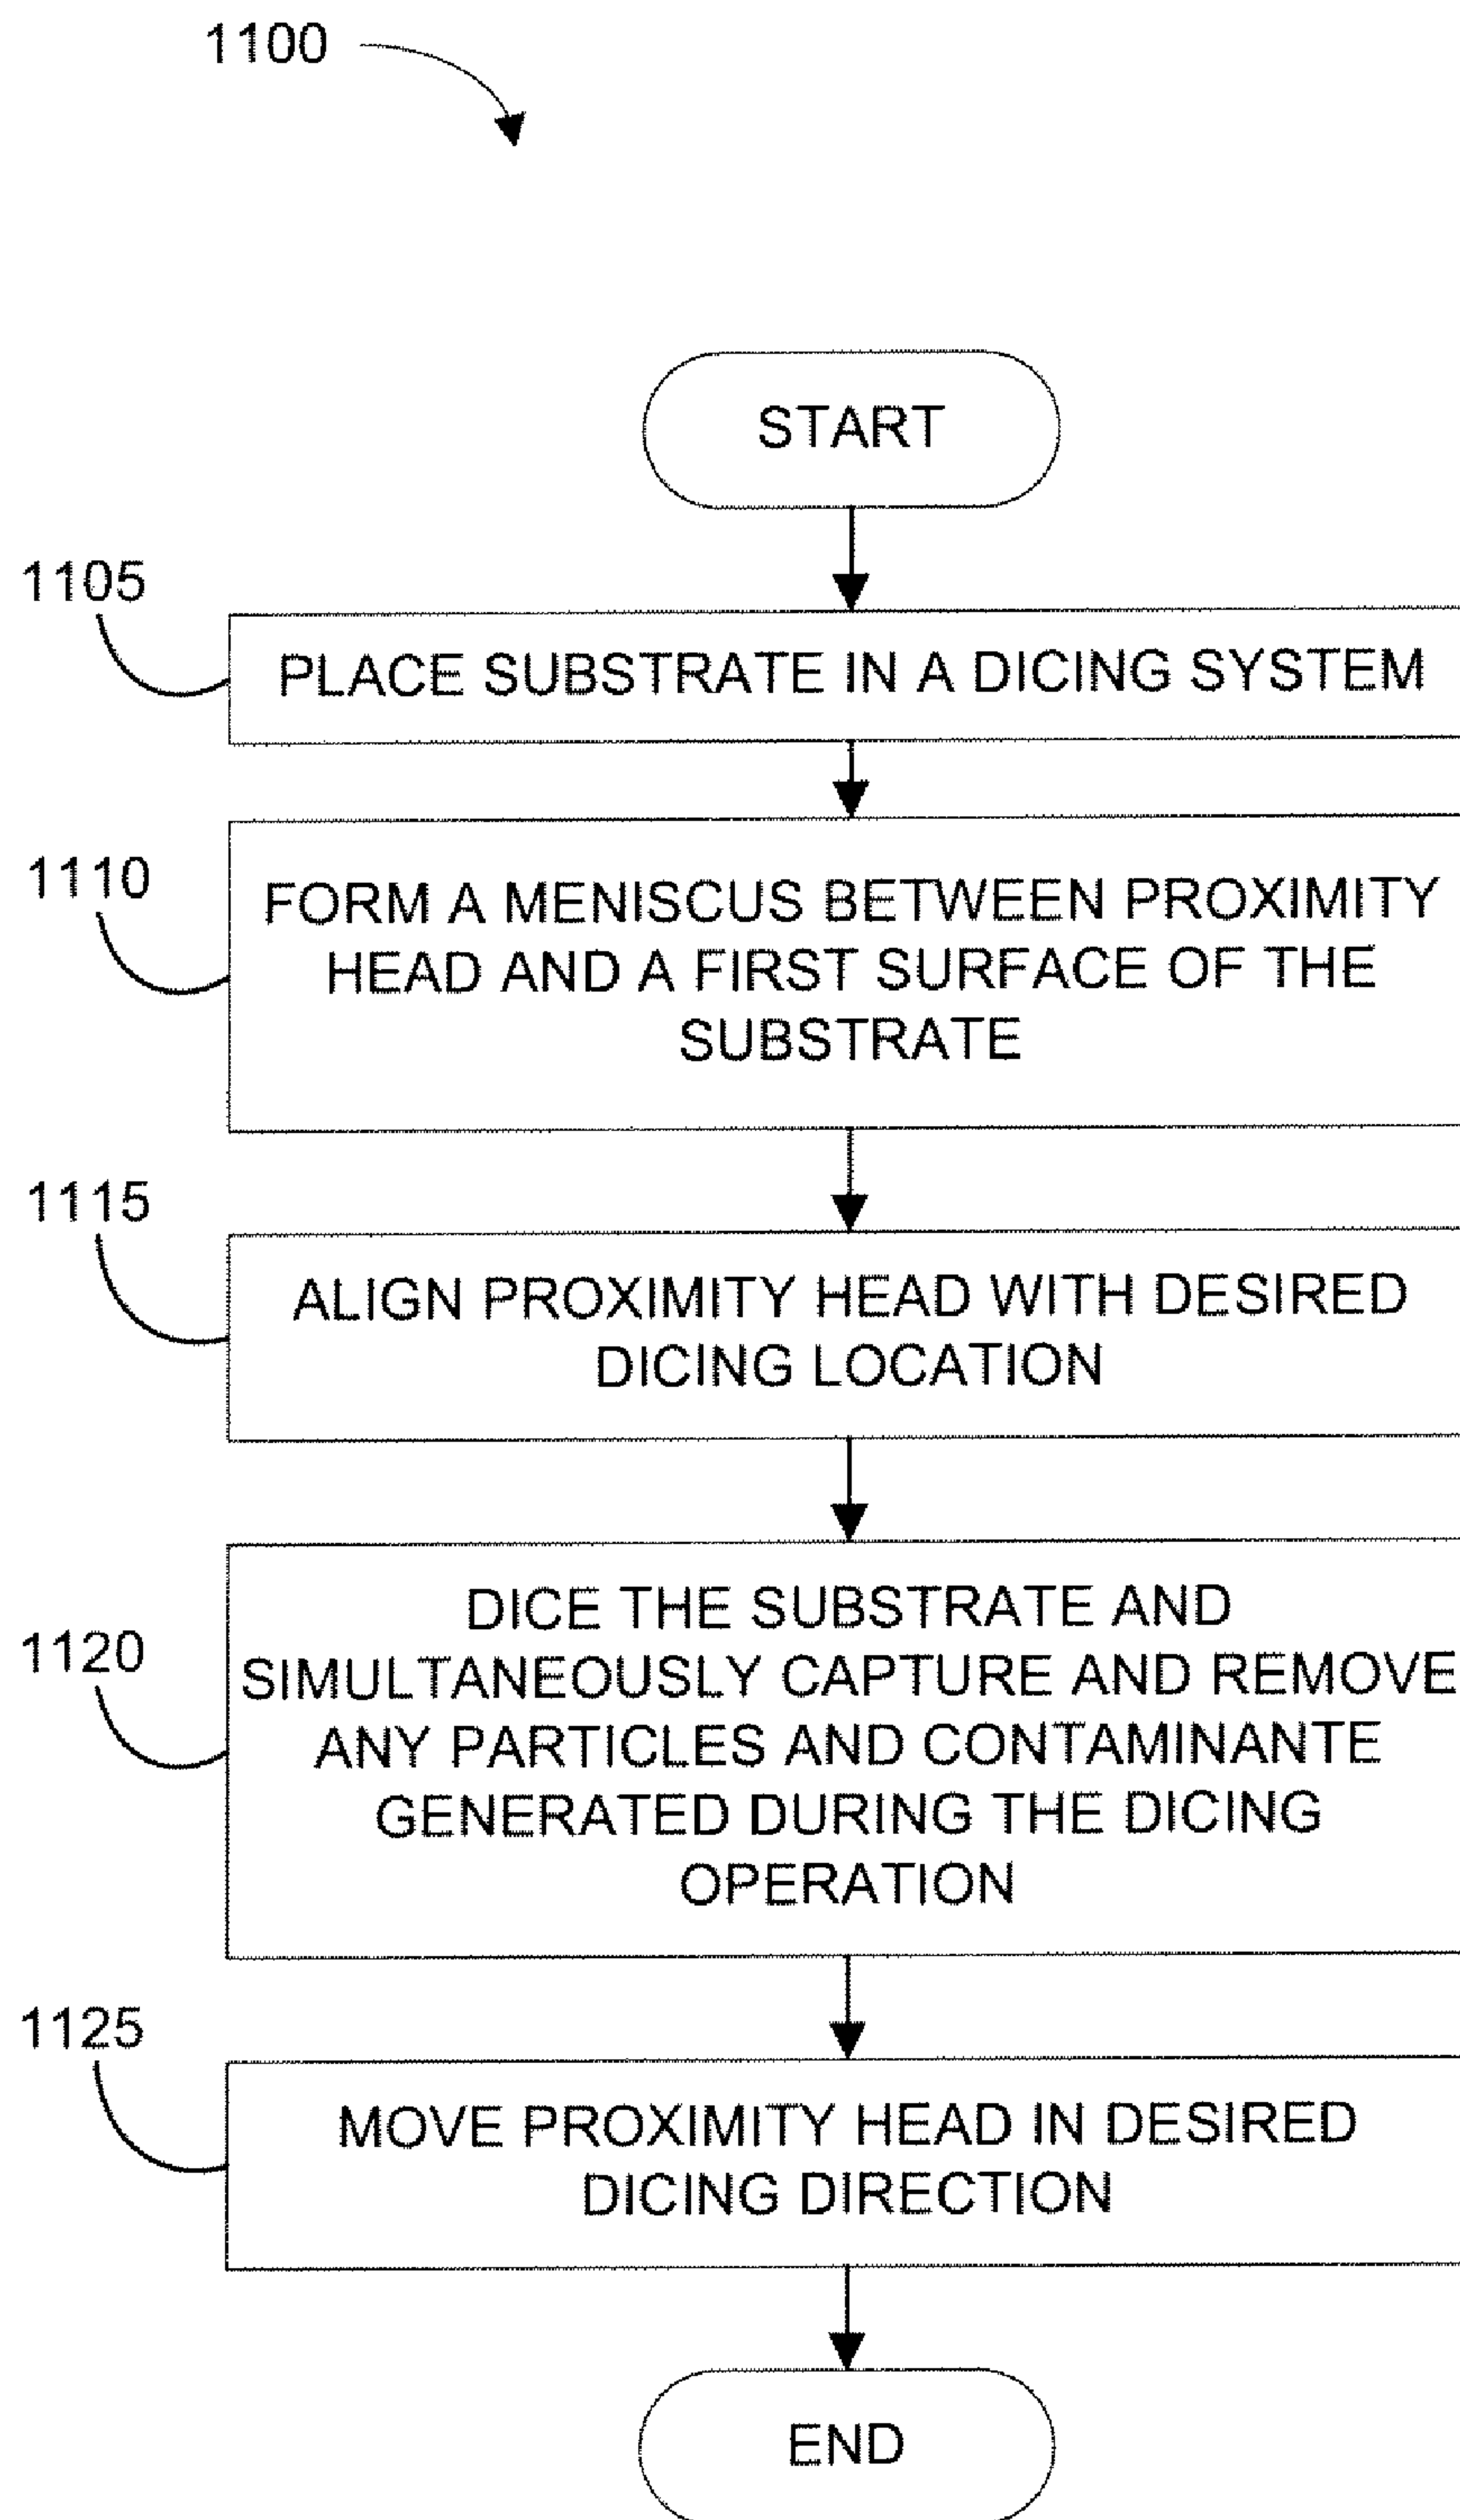 1100
START
1105
PLACE SUBSTRATE IN A DICING SYSTEM
1110
FORM A MENISCUS BETWEEN PROXIMITY
HEAD AND A FIRST SURFACE OF THE
SUBSTRATE
1115
ALIGN PROXIMITY HEAD WITH DESIRED
DICING LOCATION
1120
DICE THE SUBSTRATE AND
SIMULTANEOUSLY CAPTURE AND REMOVE
ANY PARTICLES AND CONTAMINANTE
GENERATED DURING THE DICING
OPERATION
1125
MOVE PROXIMITY HEAD IN DESIRED
DICING DIRECTION
END